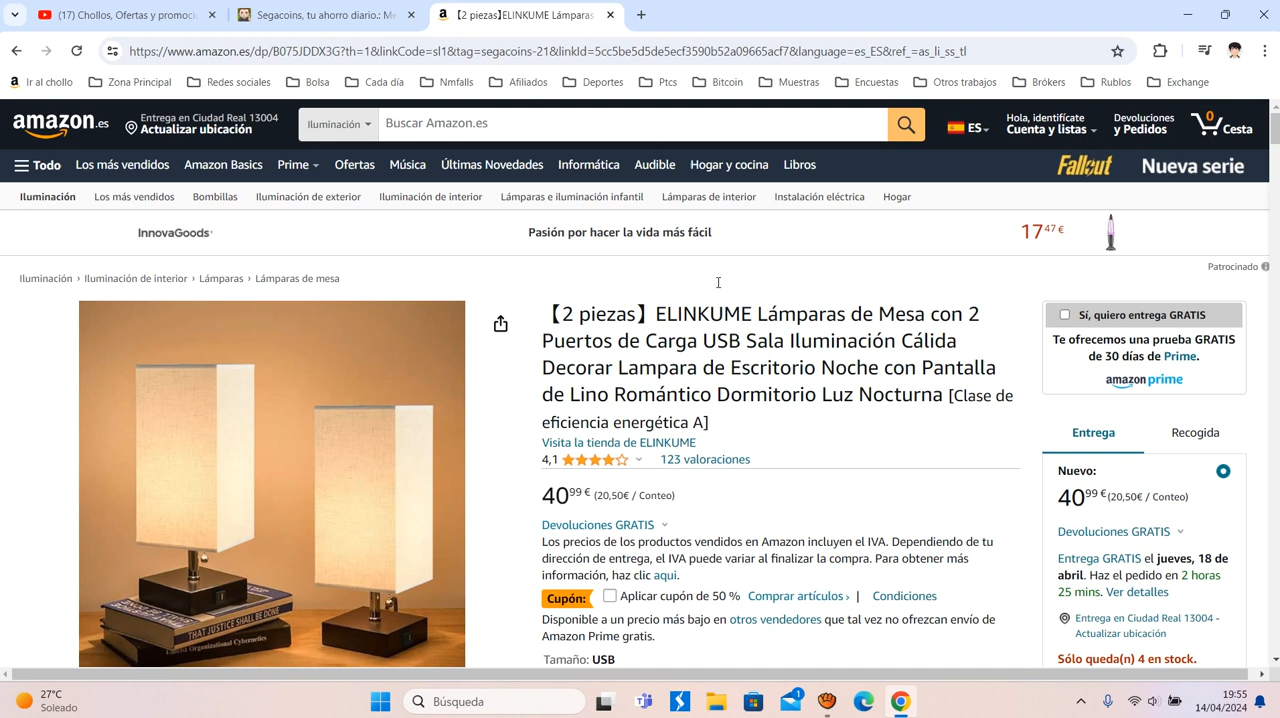 (17) Chollos, Ofertas y promoci
Segacoins, tu ahorro diario.: Me
【2 piezas】ELINKUME Lámparas
https://www.amazon.es/dp/B075JDDX3G?th=1&linkCode=sl1&tag=segacoins-21&linkId=5cc5be5d5de5ecf3590b52a09665acf7&language=es_ES&ref_=as_li_ss_tl
Ir al chollo Zona Principal Redes sociales Bolsa Cada día Nmfalls Afiliados Deportes Ptcs Bitcoin Muestras Encuestas Otros trabajos Brókers Rublos Exchange
amazon.es
Entrega en Ciudad Real 13004
Actualizar ubicación
Iluminación
Buscar Amazon.es
ES
Hola, identifícate
Cuenta y listas
Devoluciones
y Pedidos
0
Cesta
Todo Los más vendidos Amazon Basics Prime Ofertas Música Últimas Novedades Informática Audible Hogar y cocina Libros
Fallout Nueva serie
Iluminación Los más vendidos Bombillas Iluminación de exterior Iluminación de interior Lámparas e iluminación infantil Lámparas de interior Instalación eléctrica Hogar
InnovaGoods
Pasión por hacer la vida más fácil
17 47 €
Patrocinado
Iluminación › Iluminación de interior › Lámparas › Lámparas de mesa
THAT JUSTICE SHALL BE DONE
Organizational Cybernetics
【2 piezas】ELINKUME Lámparas de Mesa con 2
Puertos de Carga USB Sala Iluminación Cálida
Decorar Lampara de Escritorio Noche con Pantalla
de Lino Romántico Dormitorio Luz Nocturna [Clase de
eficiencia energética A]
Visita la tienda de ELINKUME
4,1 123 valoraciones
40 99 € (20,50€ / Conteo)
Devoluciones GRATIS
Los precios de los productos vendidos en Amazon incluyen el IVA. Dependiendo de tu
dirección de entrega, el IVA puede variar al finalizar la compra. Para obtener más
información, haz clic aqui.
Cupón: Aplicar cupón de 50 % Comprar artículos › | Condiciones
Disponible a un precio más bajo en otros vendedores que tal vez no ofrezcan envío de
Amazon Prime gratis.
Tamaño: USB
Sí, quiero entrega GRATIS
Te ofrecemos una prueba GRATIS
de 30 días de Prime.
amazon prime
Entrega Recogida
Nuevo:
40 99 € (20,50€ / Conteo)
Devoluciones GRATIS
Entrega GRATIS el jueves, 18 de
abril. Haz el pedido en 2 horas
25 mins. Ver detalles
Entrega en Ciudad Real 13004 -
Actualizar ubicación
Sólo queda(n) 4 en stock.
27°C
Soleado
Búsqueda
1
19:55
14/04/2024